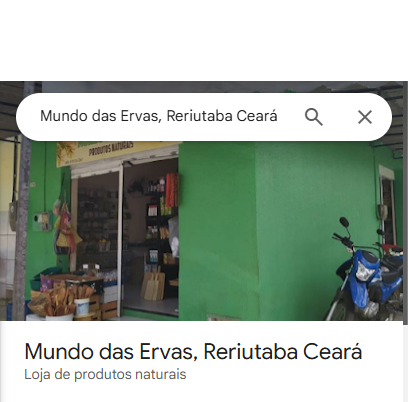 Mundo das Ervas, Reriutaba Ceará
PRODUTOS NATURAIS
Mundo das Ervas, Reriutaba Ceará
Loja de produtos naturais